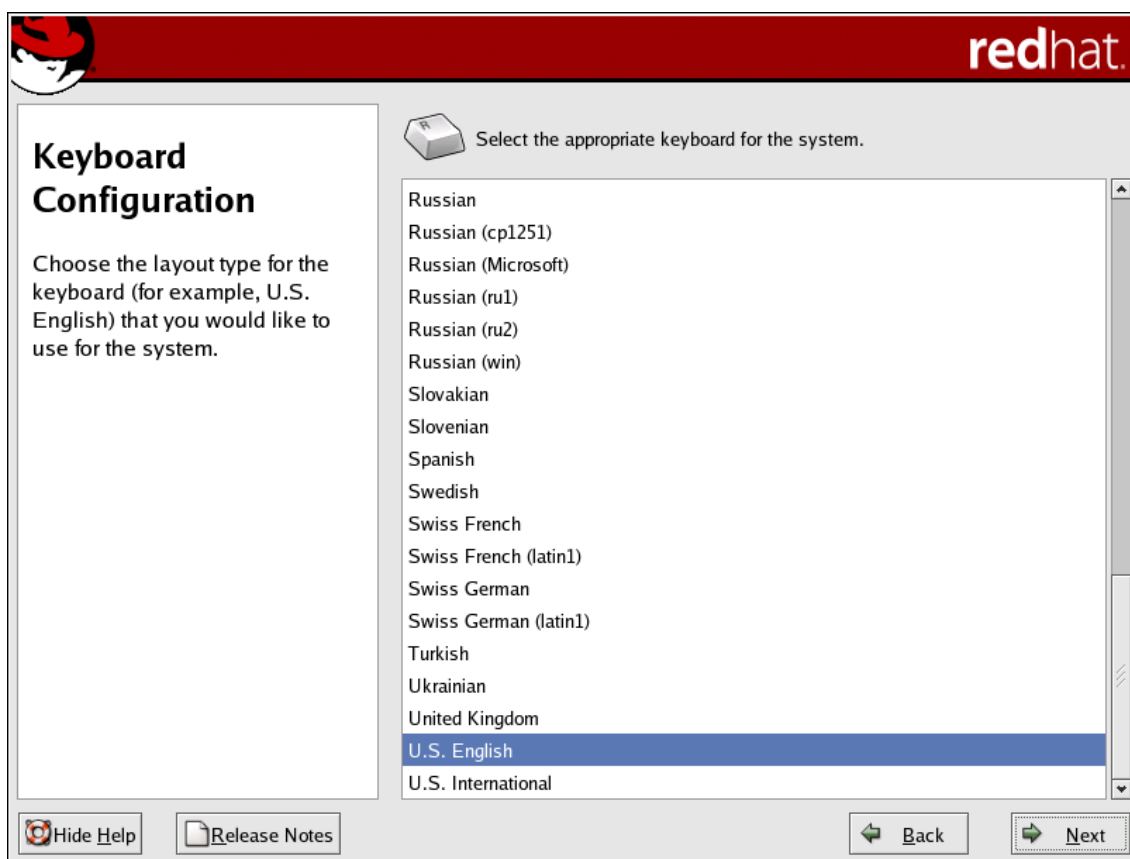 redhat.
Keyboard
Configuration
Choose the layout type for the
keyboard (for example, U.S.
English) that you would like to
use for the system.
R
Select the appropriate keyboard for the system.
Russian
Russian (cp1251)
Russian (Microsoft)
Russian (ru1)
Russian (ru2)
Russian (win)
Slovakian
Slovenian
Spanish
Swedish
Swiss French
Swiss French (latin1)
Swiss German
Swiss German (latin1)
Turkish
Ukrainian
United Kingdom
U.S. English
U.S. International
Hide Help
Release Notes
Back
Next